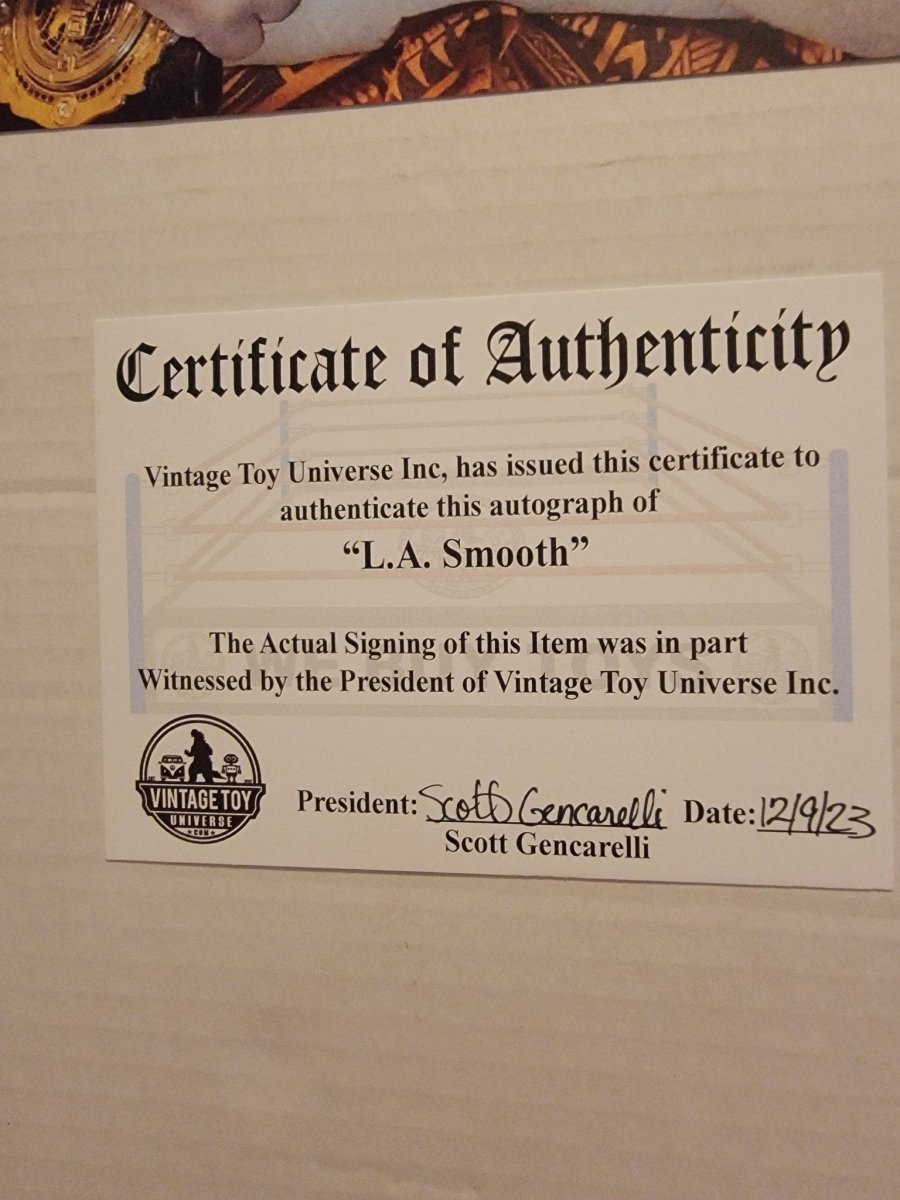 Certificate of Authenticity
Vintage Toy Universe Inc, has issued this certificate to
authenticate this autograph of
“L.A. Smooth”
The Actual Signing of this Item was in part
Witnessed by the President of Vintage Toy Universe Inc.
VINTAGE TOY
UNIVERSE
COM
President: Scott Gencarelli Date: 12/9/23
Scott Gencarelli